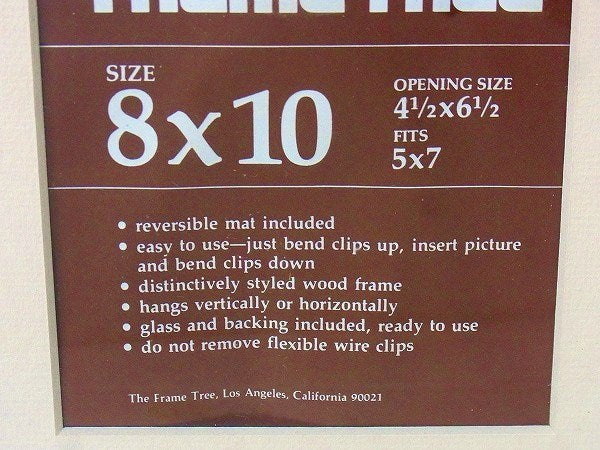 SIZE
8x10
OPENING SIZE
4½x6½
FITS
5x7
• reversible mat included
• easy to use—just bend clips up, insert picture
and bend clips down
• distinctively styled wood frame
• hangs vertically or horizontally
• glass and backing included, ready to use
• do not remove flexible wire clips
The Frame Tree, Los Angeles, California 90021